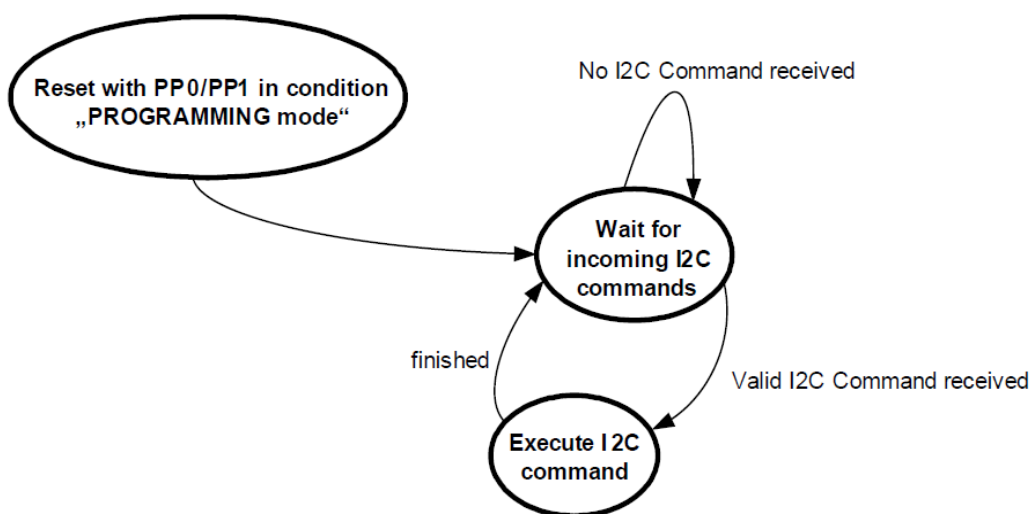 Reset with PP0/PP1 in condition
„PROGRAMMING mode“
No I2C Command received
Wait for
incoming I2C
commands
finished
Valid I2C Command received
Execute I2C
command